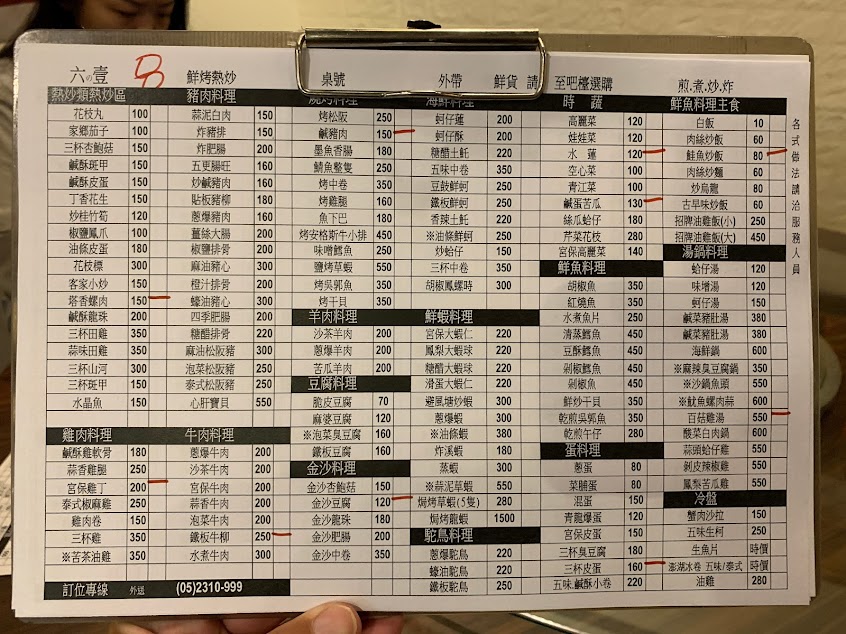 六の壹 鮮烤熱炒 桌號 外帶 鮮貨 請 至吧檯選購 煎.煮.炒.炸
熱炒類熱炒區
花枝丸 100
家鄉茄子 100
三杯杏鮑菇 150
鹹酥斑甲 150
鹹酥皮蛋 150
丁香花生 150
炒桂竹筍 120
椒鹽鳳爪 100
油條皮蛋 180
花枝標 300
客家小炒 150
塔香螺肉 150
鹹酥龍珠 200
三杯田雞 350
蒜味田雞 350
三杯山河 300
三杯斑甲 150
水晶魚 150
雞肉料理
鹹酥雞軟骨 180
蒜香雞腿 250
宮保雞丁 200
泰式椒麻雞 250
雞肉卷 150
三杯雞 350
※苦茶油雞 350
訂位專線 外送 (05)2310-999
豬肉料理
蒜泥白肉 150
炸豬排 150
炸肥腸 200
五更腸旺 160
炒鹹豬肉 160
貼板豬柳 180
蔥爆豬肉 160
薑絲大腸 200
椒鹽排骨 200
麻油豬心 300
橙汁排骨 200
蠔油豬心 300
四季肥腸 200
糖醋排骨 220
麻油松阪豬 300
泡菜松阪豬 250
泰式松阪豬 250
心肝寶貝 550
牛肉料理
蔥爆牛肉 200
沙茶牛肉 200
宮保牛肉 200
蒜香牛肉 200
泡菜牛肉 200
鐵板牛柳 250
水煮牛肉 300
燒烤料理
烤松阪 250
鹹豬肉 150
墨魚香腸 180
鯖魚整隻 250
烤中卷 350
烤雞腿 160
魚下巴 180
烤安格斯牛小排 450
味噌鱈魚 250
鹽烤草蝦 550
烤吳郭魚 350
烤干貝 350
羊肉料理
沙茶羊肉 200
蔥爆羊肉 200
苦瓜羊肉 200
豆腐料理
脆皮豆腐 70
麻婆豆腐 120
※泡菜臭豆腐 160
鐵板豆腐 200
金沙料理
金沙杏鮑菇 150
金沙豆腐 120
金沙龍珠 180
金沙肥腸 200
金沙中卷 350
海鮮料理
蚵仔蓮 200
蚵仔酥 200
糖醋土魠 220
五味中卷 350
豆鼓鮮蚵 250
鐵板鮮蚵 250
香辣土魠 220
※油條鮮蚵 250
炒蛤仔 150
三杯中卷 350
胡椒鳳螺時 300
鮮蝦料理
宮保大蝦仁 220
鳳梨大蝦球 220
糖醋大蝦球 220
滑蛋大蝦仁 220
避風塘炒蝦 300
蔥爆蝦 300
※油條蝦 380
炸溪蝦 180
蒸蝦 300
※蒜泥草蝦 550
焗烤草蝦(5隻) 280
焗烤龍蝦 1500
駝鳥料理
蔥爆駝鳥 220
蠔油駝鳥 220
鐵板駝鳥 250
時 蔬
高麗菜 120
娃娃菜 120
水 蓮 120
空心菜 100
青江菜 100
鹹蛋苦瓜 130
絲瓜蛤仔 180
芹菜花枝 280
宮保高麗菜 140
鮮魚料理
胡椒魚 350
紅燒魚 350
水煮魚片 250
清蒸鱈魚 450
豆酥鱈魚 450
剁椒鱈魚 450
剁椒魚 450
鮮炒干貝 350
乾煎吳郭魚 350
乾煎午仔 280
蛋料理
蔥蛋 80
菜脯蛋 80
混蛋 150
青龍爆蛋 120
宮保皮蛋 150
三杯臭豆腐 180
三杯皮蛋 160
五味.鹹酥小卷 220
鮮魚料理主食
白飯 10
肉絲炒飯 60
鮭魚炒飯 80
肉絲炒麵 60
炒烏龍 80
古早味炒飯 60
招牌油雞飯(小) 250
招牌油雞飯(大) 450
湯鍋料理
蛤仔湯 120
味增湯 120
蚵仔湯 150
鹹菜豬肚湯 380
鹹菜豬肚湯 380
海鮮鍋 600
※麻辣臭豆腐鍋 350
※沙鍋魚頭 550
※魷魚螺肉蒜 600
百菇雞湯 550
酸菜白肉鍋 600
蒜頭蛤仔雞 550
剝皮辣椒雞 550
鳳梨苦瓜雞 550
冷盤
蟹肉沙拉 150
五味生柯 250
生魚片 時價
澎湖冰卷 五味/泰式 時價
油雞 280
各式做法請洽服務人員